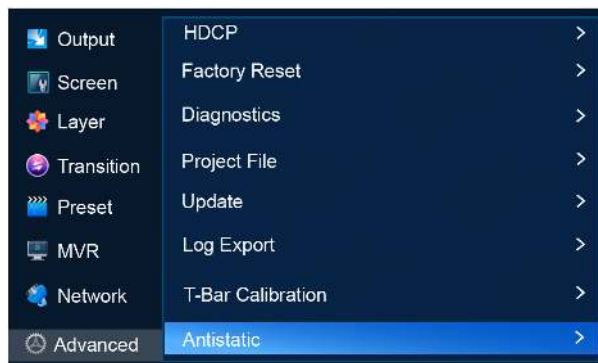 Output
Screen
Layer
Transition
Preset
MVR
Network
Advanced
HDCP
Factory Reset
Diagnostics
Project File
Update
Log Export
T-Bar Calibration
Antistatic